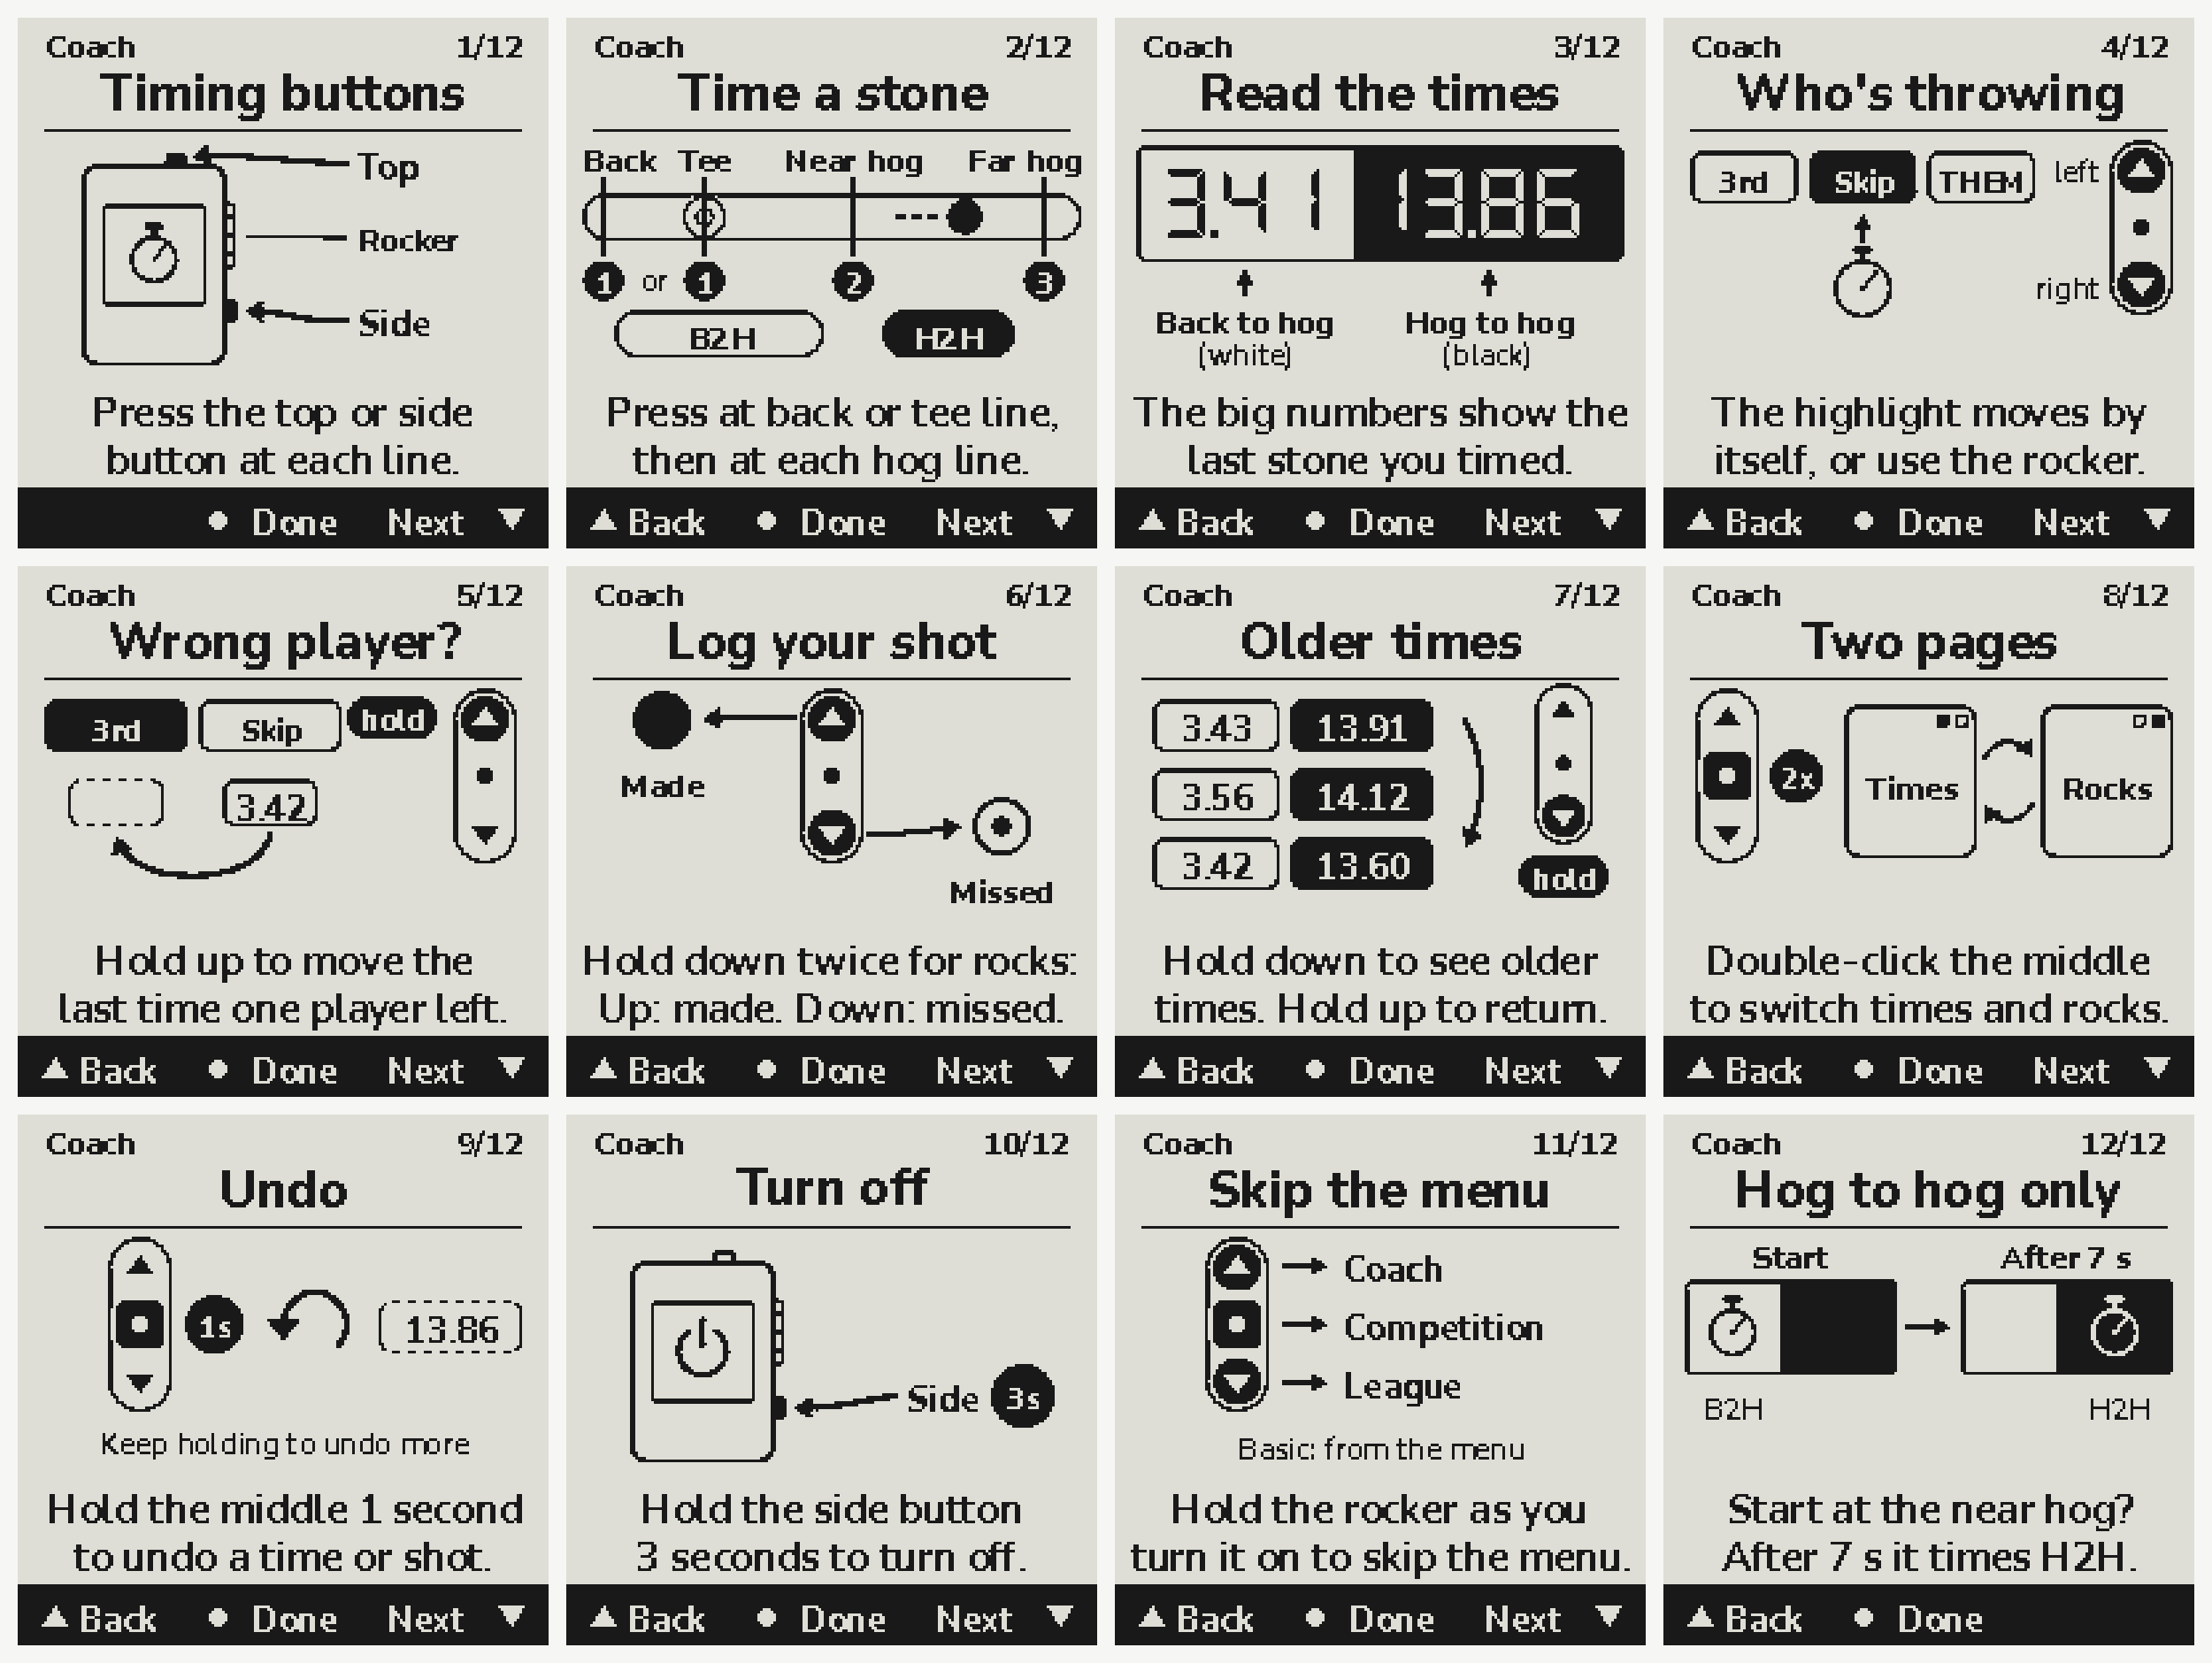 Coach 1/12
Timing buttons
Top
Rocker
Side
Press the top or side
button at each line.
Done Next
Coach 2/12
Time a stone
Back Tee Near hog Far hog
1 or 1 2 3
B2H H2H
Press at back or tee line,
then at each hog line.
Back Done Next
Coach 3/12
Read the times
3.41 13.86
Back to hog Hog to hog
(white) (black)
The big numbers show the
last stone you timed.
Back Done Next
Coach 4/12
Who's throwing
3rd Skip THEM left
right
The highlight moves by
itself, or use the rocker.
Back Done Next
Coach 5/12
Wrong player?
3rd Skip hold
3.42
Hold up to move the
last time one player left.
Back Done Next
Coach 6/12
Log your shot
Made
Missed
Hold down twice for rocks:
Up: made. Down: missed.
Back Done Next
Coach 7/12
Older times
3.43 13.91
3.56 14.12
3.42 13.60
hold
Hold down to see older
times. Hold up to return.
Back Done Next
Coach 8/12
Two pages
2x Times Rocks
Double-click the middle
to switch times and rocks.
Back Done Next
Coach 9/12
Undo
1s 13.86
Keep holding to undo more
Hold the middle 1 second
to undo a time or shot.
Back Done Next
Coach 10/12
Turn off
Side 3s
Hold the side button
3 seconds to turn off.
Back Done Next
Coach 11/12
Skip the menu
Coach
Competition
League
Basic: from the menu
Hold the rocker as you
turn it on to skip the menu.
Back Done Next
Coach 12/12
Hog to hog only
Start After 7 s
B2H H2H
Start at the near hog?
After 7 s it times H2H.
Back Done